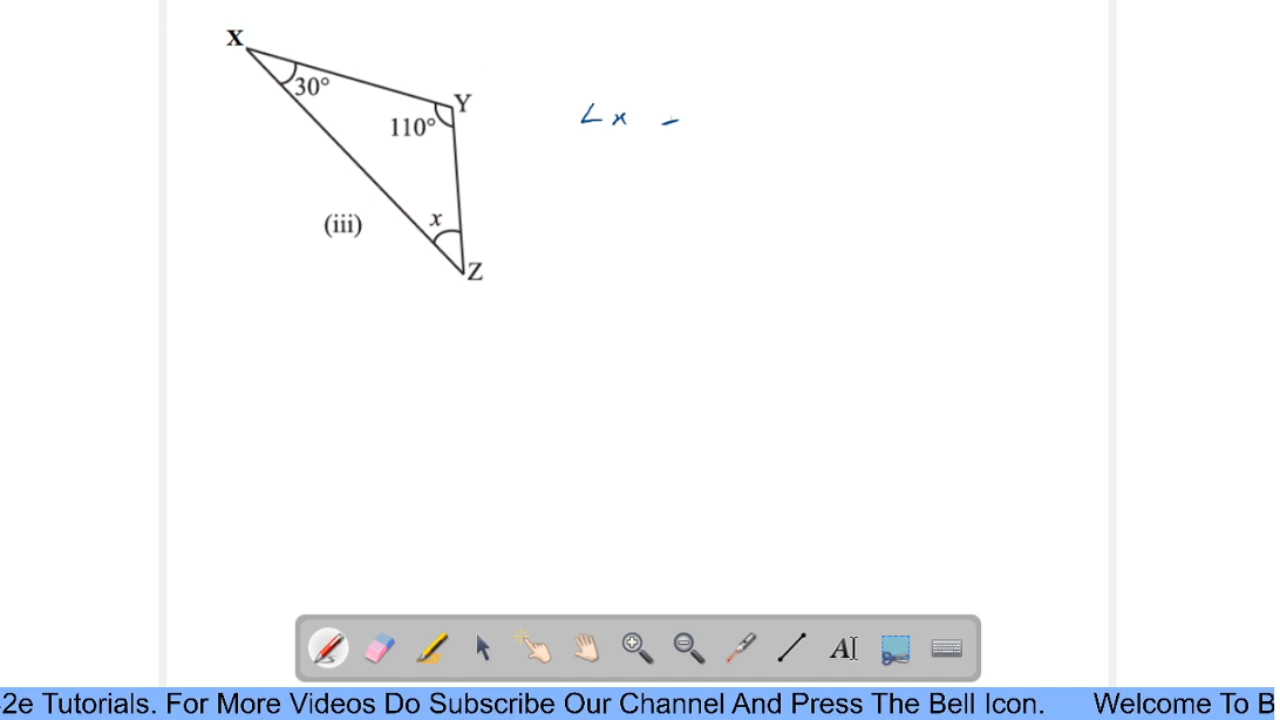 X
30°
Y
110°
∠x =
x
(iii)
Z
AI
2e Tutorials. For More Videos Do Subscribe Our Channel And Press The Bell Icon. Welcome To B